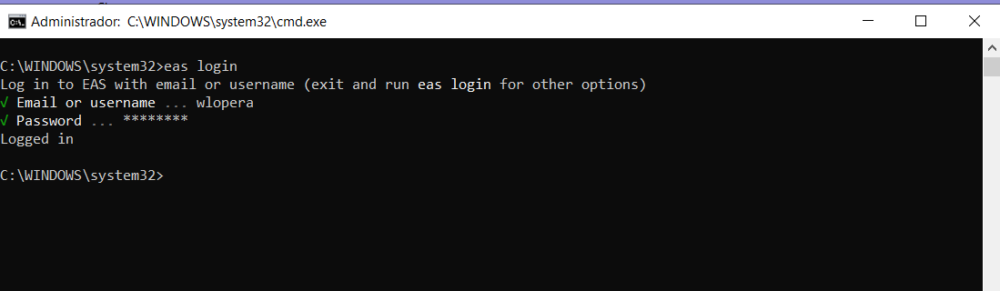 Administrador: C:\WINDOWS\system32\cmd.exe
C:\WINDOWS\system32>eas login
Log in to EAS with email or username (exit and run eas login for other options)
√ Email or username ... wlopera
√ Password ... ********
Logged in
C:\WINDOWS\system32>